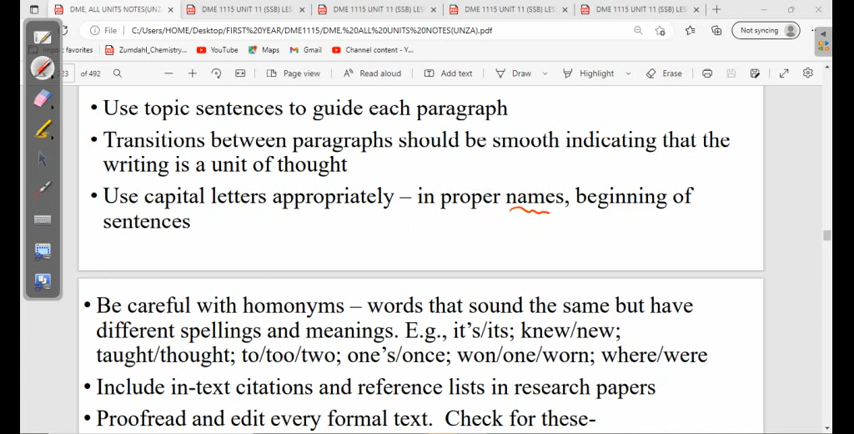 DME, ALL UNITS NOTES(UNZ
DME 1115 UNIT 11 (SSB) LES
DME 1115 UNIT 11 (SSB) LES
DME 1115 UNIT 11 (SSB) LES
DME 1115 UNIT 11 (SSB) LES
File
C:/Users/HOME/Desktop/FIRST%20YEAR/DME1115/DME.%20ALL%20UNITS%20NOTES(UNZA).pdf
Not syncing
Import favorites
Zumdahl_Chemistry...
YouTube
Maps
Gmail
Channel content - Y...
23
of 492
Page view
Read aloud
Add text
Draw
Highlight
Erase
• Use topic sentences to guide each paragraph
• Transitions between paragraphs should be smooth indicating that the
writing is a unit of thought
• Use capital letters appropriately – in proper names, beginning of
sentences
• Be careful with homonyms – words that sound the same but have
different spellings and meanings. E.g., it's/its; knew/new;
taught/thought; to/too/two; one's/once; won/one/worn; where/were
• Include in-text citations and reference lists in research papers
• Proofread and edit every formal text. Check for these-